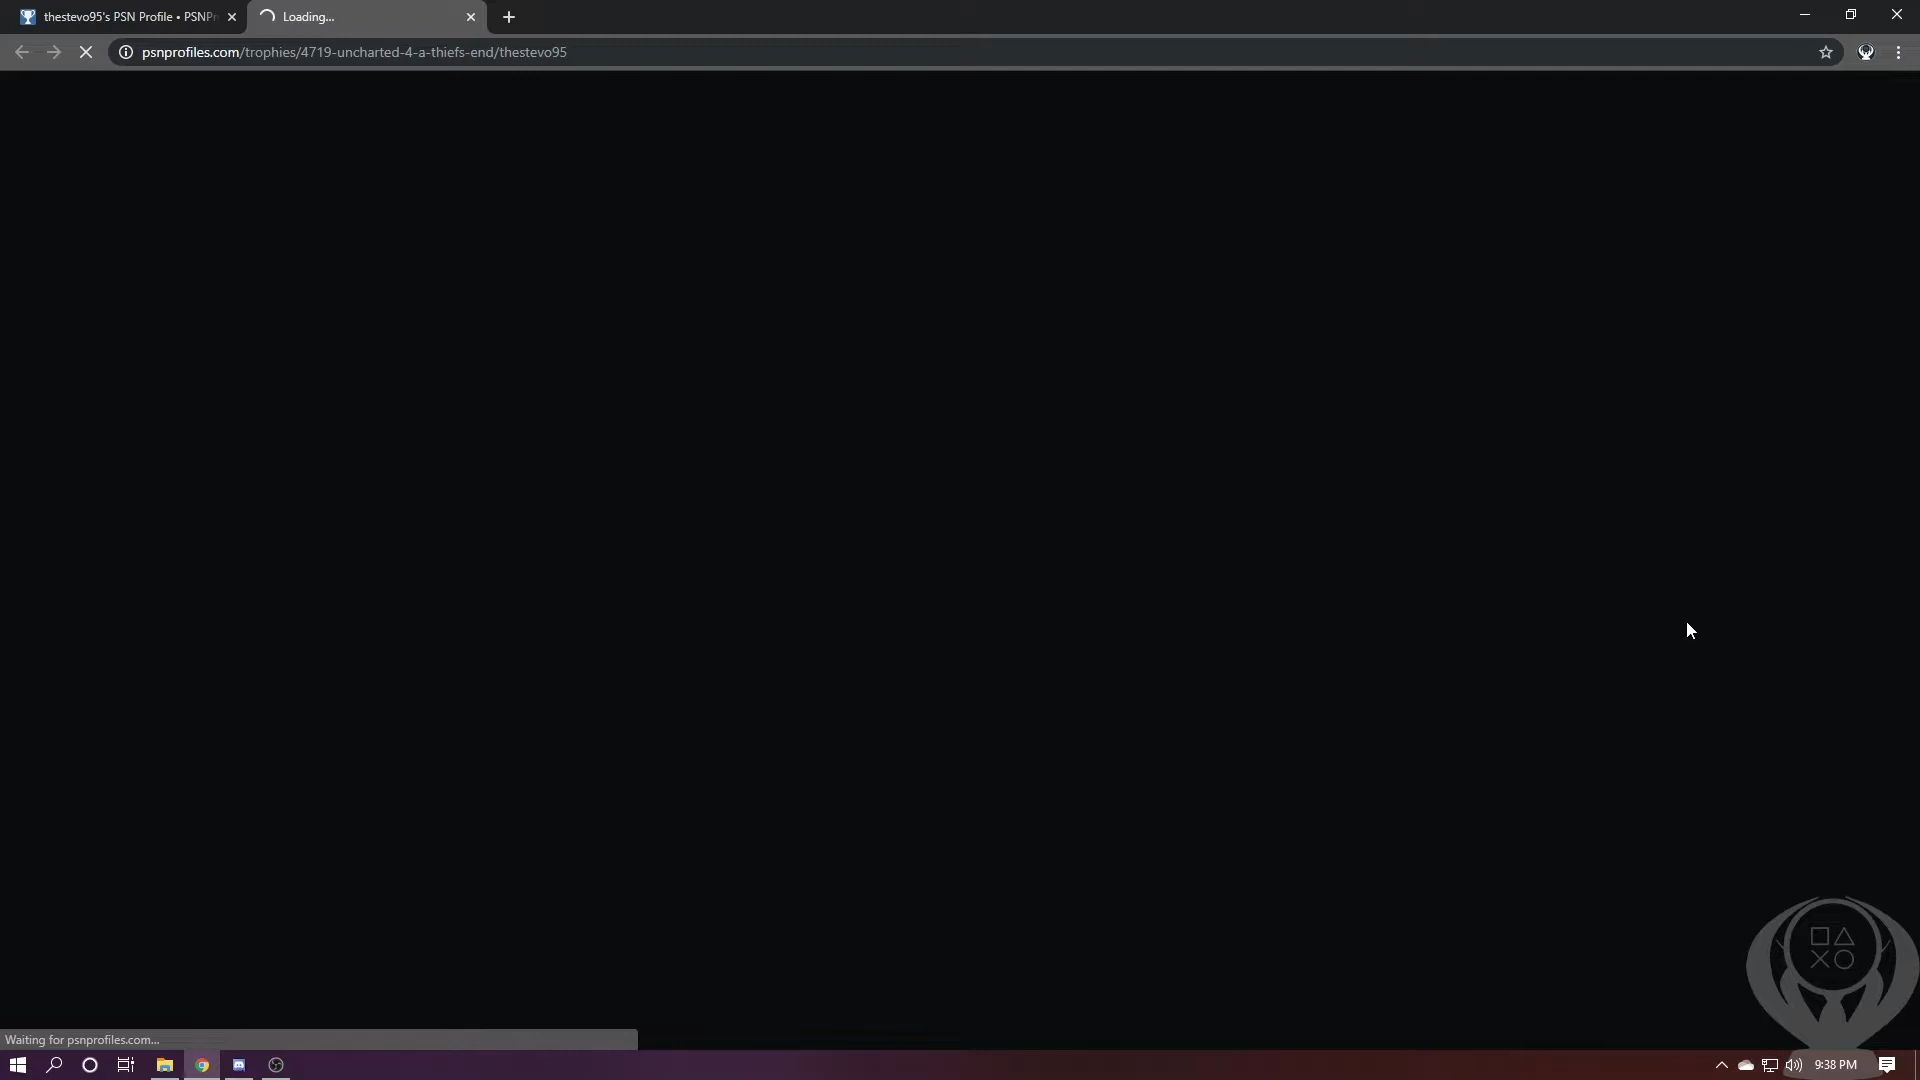 thestevo95's PSN Profile • PSNPr
Loading...
psnprofiles.com/trophies/4719-uncharted-4-a-thiefs-end/thestevo95
Waiting for psnprofiles.com...
9:38 PM